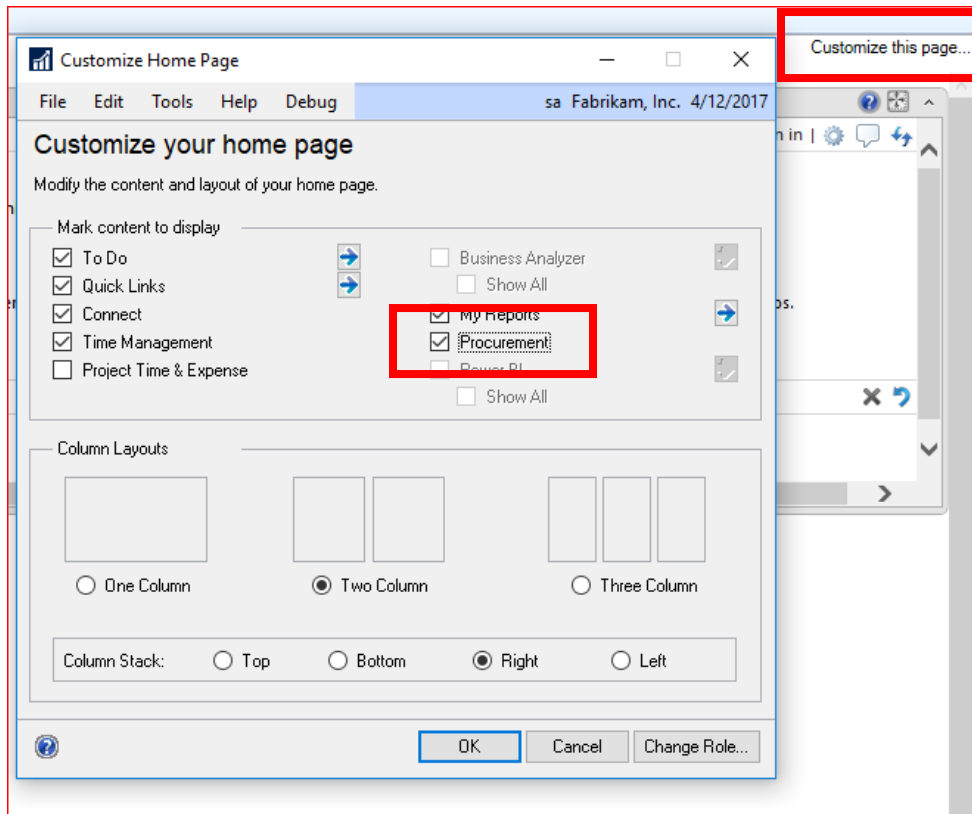 Customize this page...
Customize Home Page
File Edit Tools Help Debug sa Fabrikam, Inc. 4/12/2017
Customize your home page
in |
Modify the content and layout of your home page.
Mark content to display
To Do
Business Analyzer
Quick Links
Show All
Connect
My Reports
Time Management
Procurement
Project Time & Expense
Power BI
Show All
Column Layouts
One Column
Two Column
Three Column
Column Stack: Top Bottom Right Left
OK Cancel Change Role...